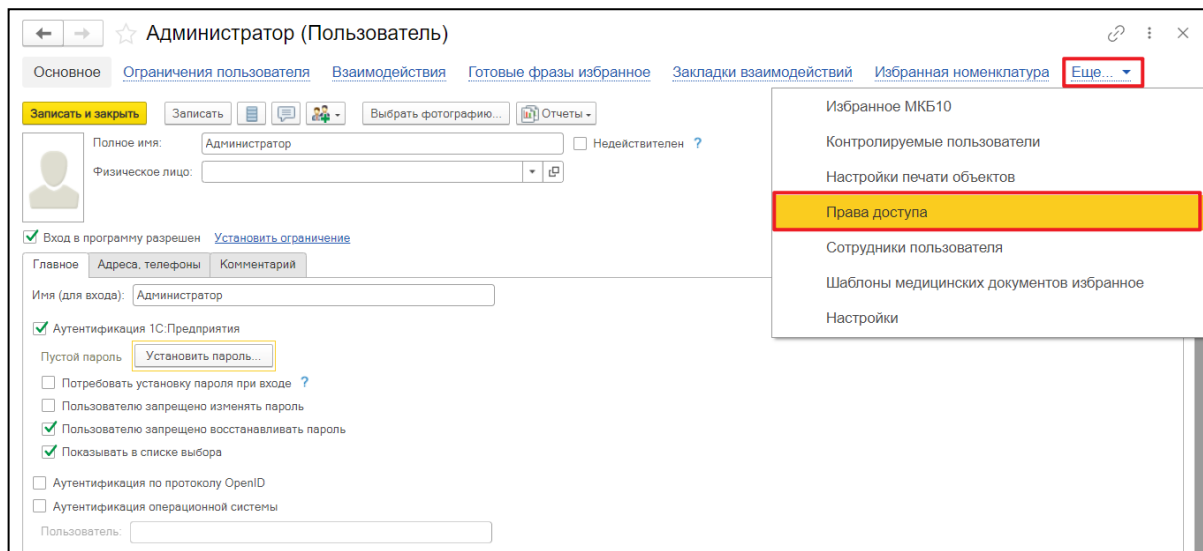 Администратор (Пользователь)
Основное Ограничения пользователя Взаимодействия Готовые фразы избранное Закладки взаимодействий Избранная номенклатура Еще...
Записать и закрыть Записать Выбрать фотографию... Отчеты
Полное имя: Администратор Недействителен ?
Физическое лицо:
Вход в программу разрешен Установить ограничение
Главное Адреса, телефоны Комментарий
Имя (для входа): Администратор
Аутентификация 1С:Предприятия
Пустой пароль Установить пароль...
Потребовать установку пароля при входе ?
Пользователю запрещено изменять пароль
Пользователю запрещено восстанавливать пароль
Показывать в списке выбора
Аутентификация по протоколу OpenID
Аутентификация операционной системы
Пользователь:
Избранное МКБ10
Контролируемые пользователи
Настройки печати объектов
Права доступа
Сотрудники пользователя
Шаблоны медицинских документов избранное
Настройки